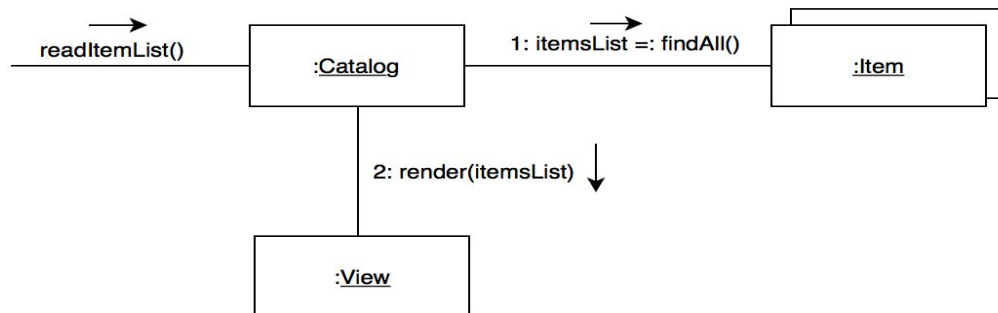 readItemList()
:Catalog
1: itemsList =: findAll()
:Item
2: render(itemsList)
:View